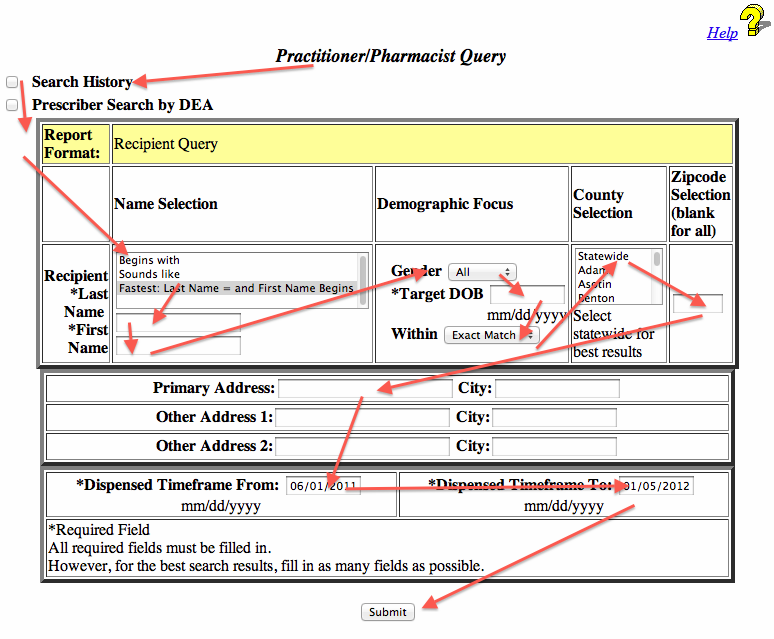 Help
Practitioner/Pharmacist Query
Search History
Prescriber Search by DEA
Report Format:
Recipient Query
Name Selection
Demographic Focus
County Selection
Zipcode Selection (blank for all)
Recipient
*Last Name
*First Name
Begins with
Sounds like
Fastest: Last Name = and First Name Begins
Gender All
*Target DOB
mm/dd/yyyy
Within Exact Match
Statewide
Adams
Asotin
Benton
Select statewide for best results
Primary Address: City:
Other Address 1: City:
Other Address 2: City:
*Dispensed Timeframe From: 06/01/2011
mm/dd/yyyy
*Dispensed Timeframe To: 01/05/2012
mm/dd/yyyy
*Required Field
All required fields must be filled in.
However, for the best search results, fill in as many fields as possible.
Submit